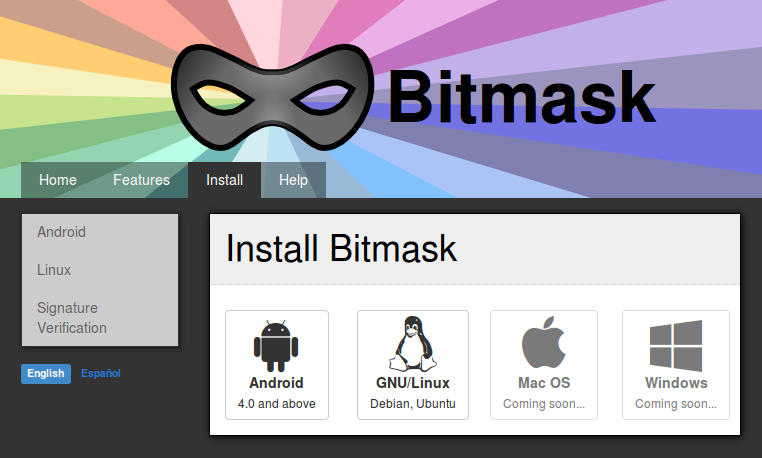 Bitmask
Home Features Install Help
Android
Linux
Signature
Verification
English Español
Install Bitmask
Android
4.0 and above
GNU/Linux
Debian, Ubuntu
Mac OS
Coming soon...
Windows
Coming soon...